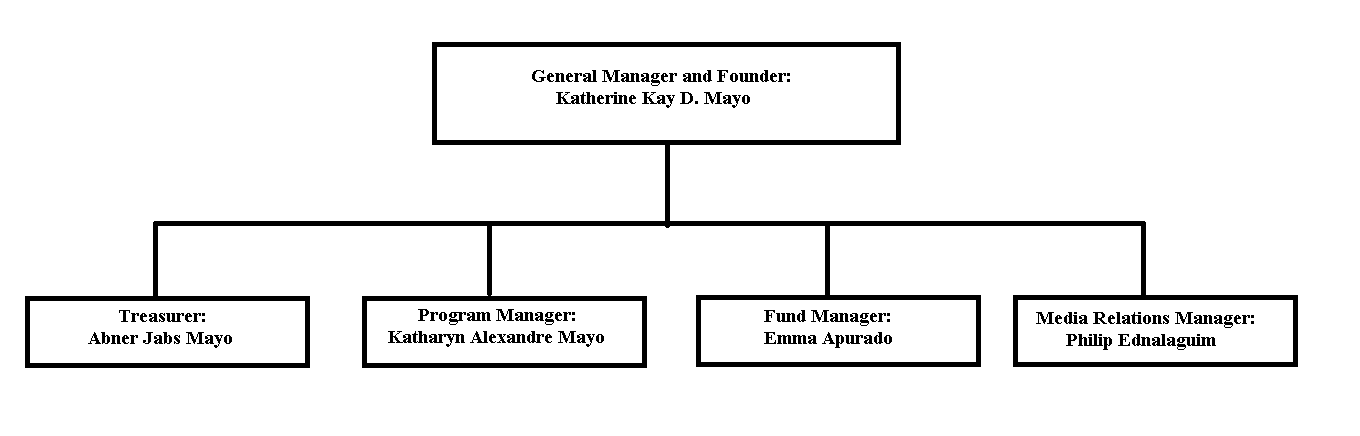 General Manager and Founder:
Katherine Kay D. Mayo
Treasurer:
Abner Jabs Mayo
Program Manager:
Katharyn Alexandre Mayo
Fund Manager:
Emma Apurado
Media Relations Manager:
Philip Ednalaguim